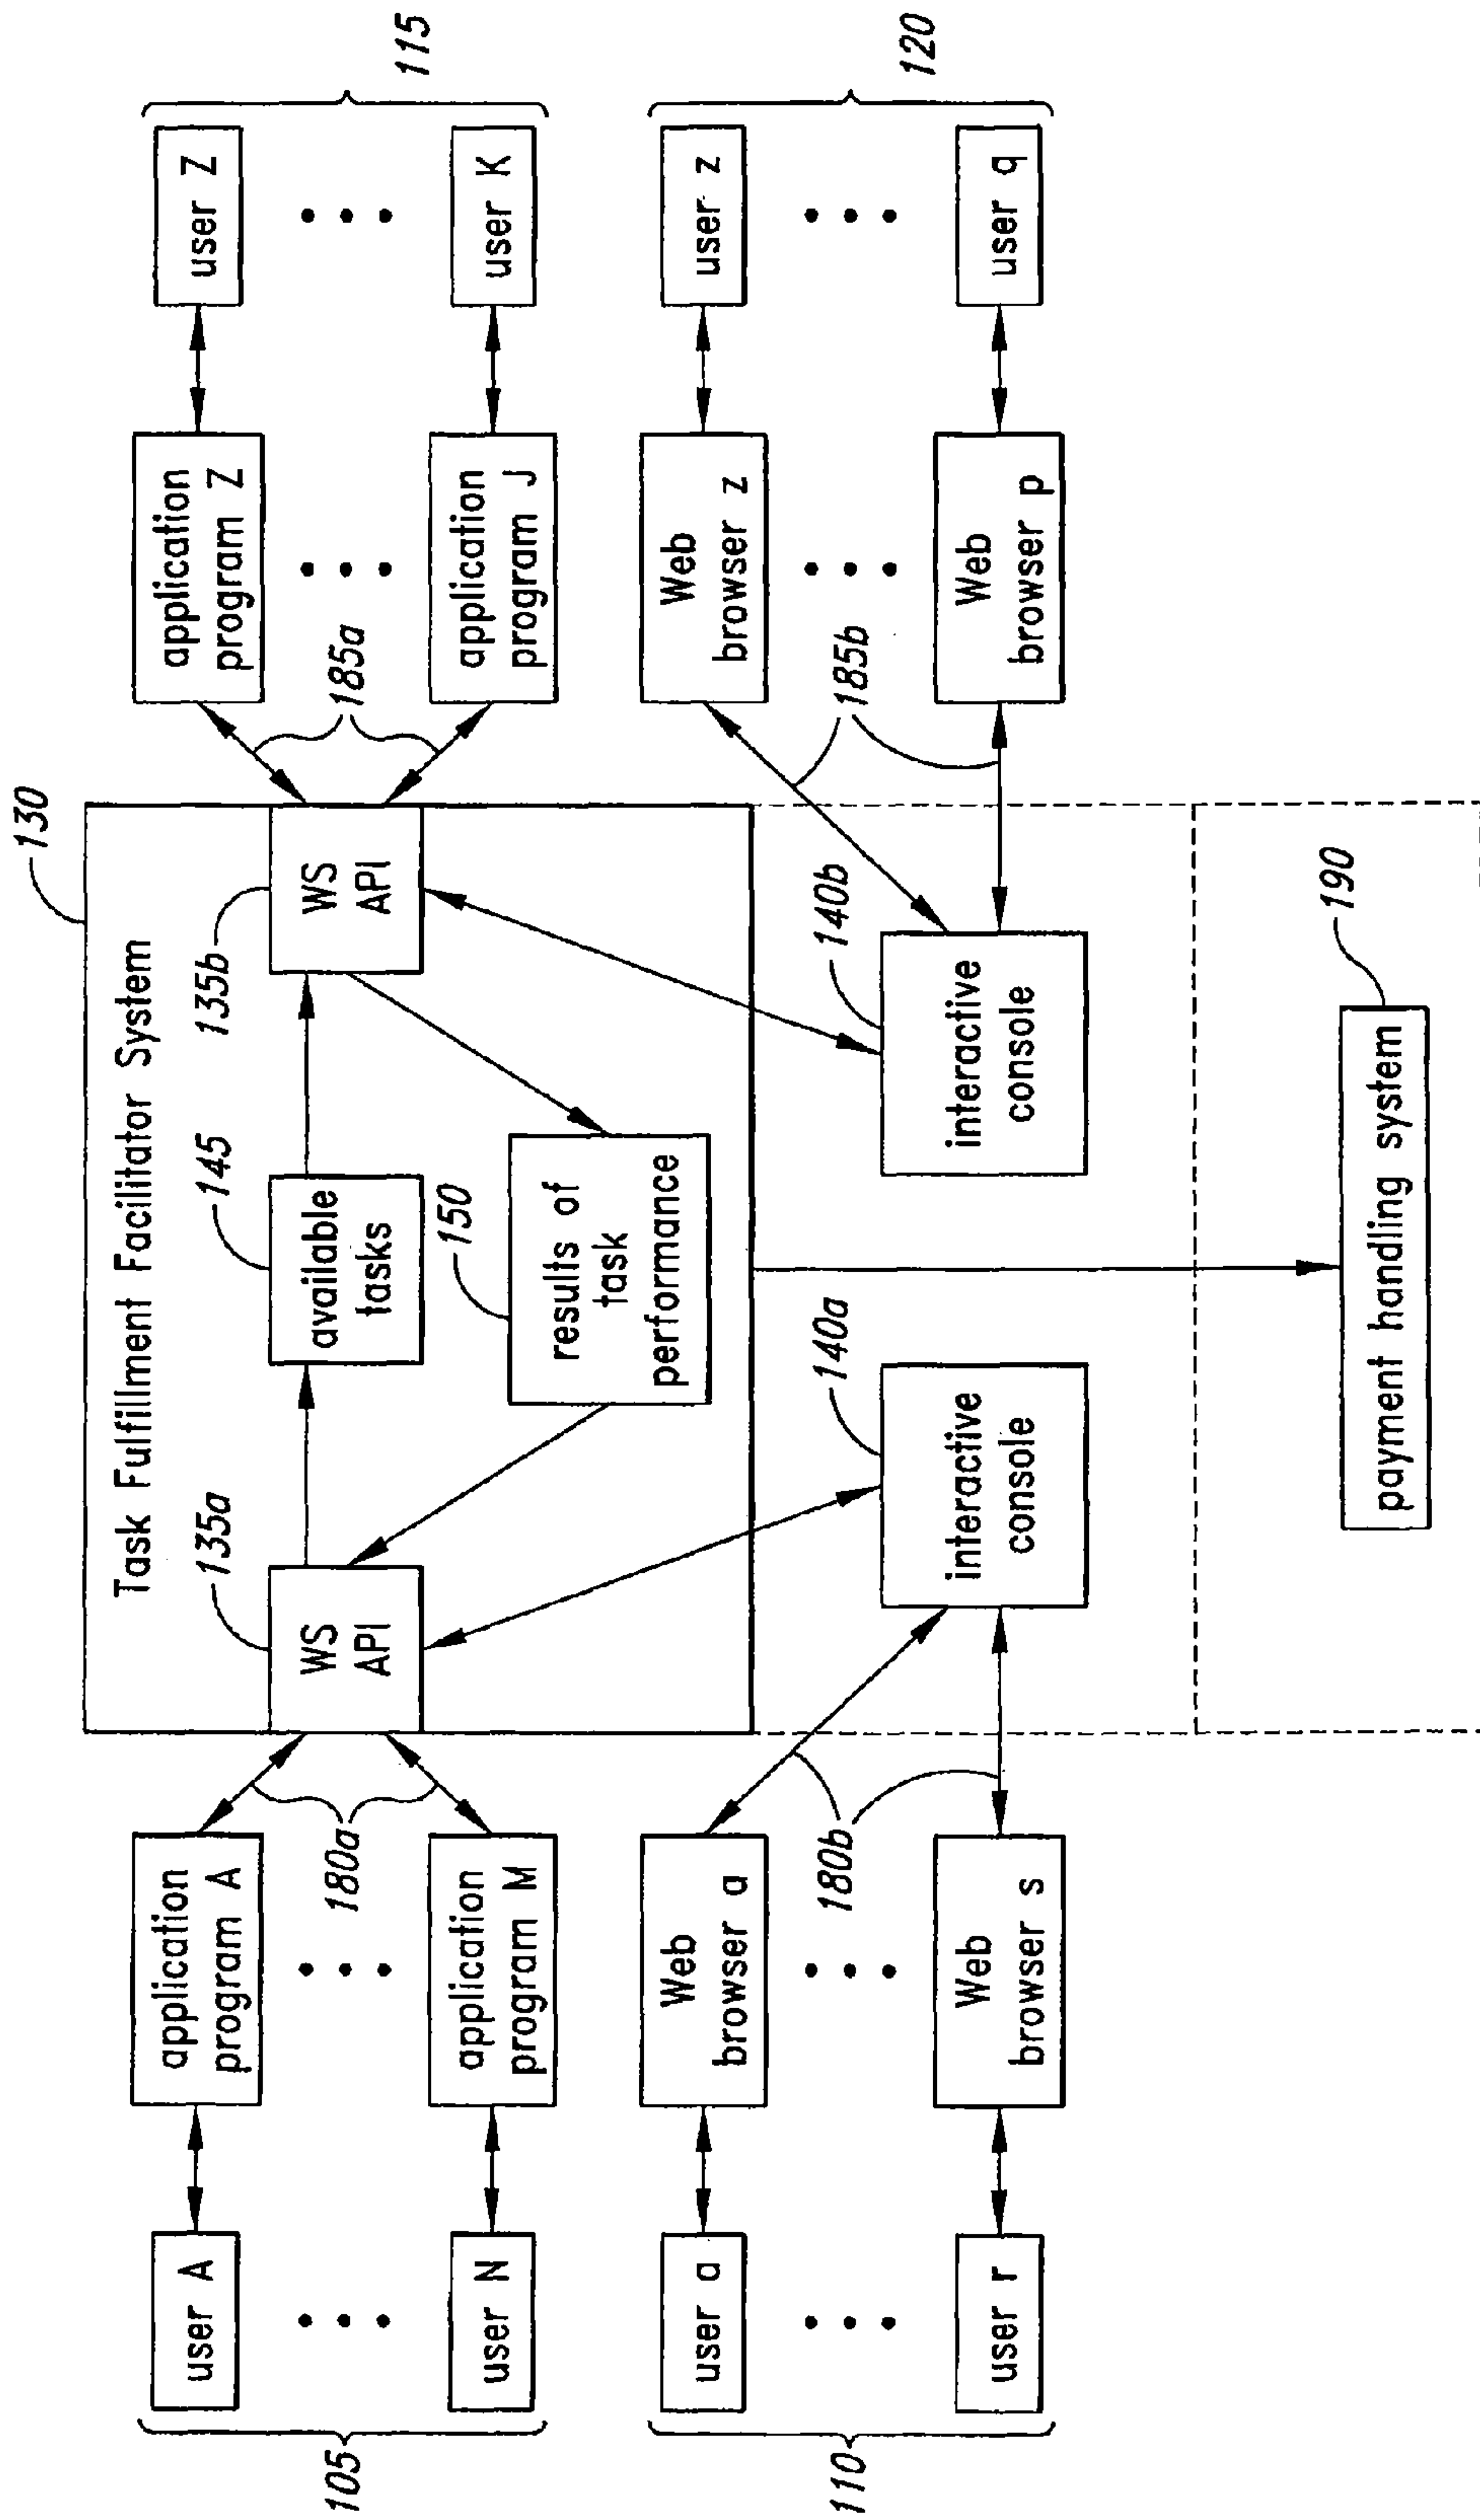 130
Task Fulfillment Facilitator System
105
user A
user N
application
program A
application
program M
180a
135a
WS
API
145
available
tasks
150
results of
task
performance
135b
WS
API
185a
application
program Z
application
program J
user Z
user K
115
110
user a
user r
Web
browser a
Web
browser s
180b
140a
interactive
console
140b
interactive
console
185b
Web
browser z
Web
browser p
user z
user q
120
190
payment handling system